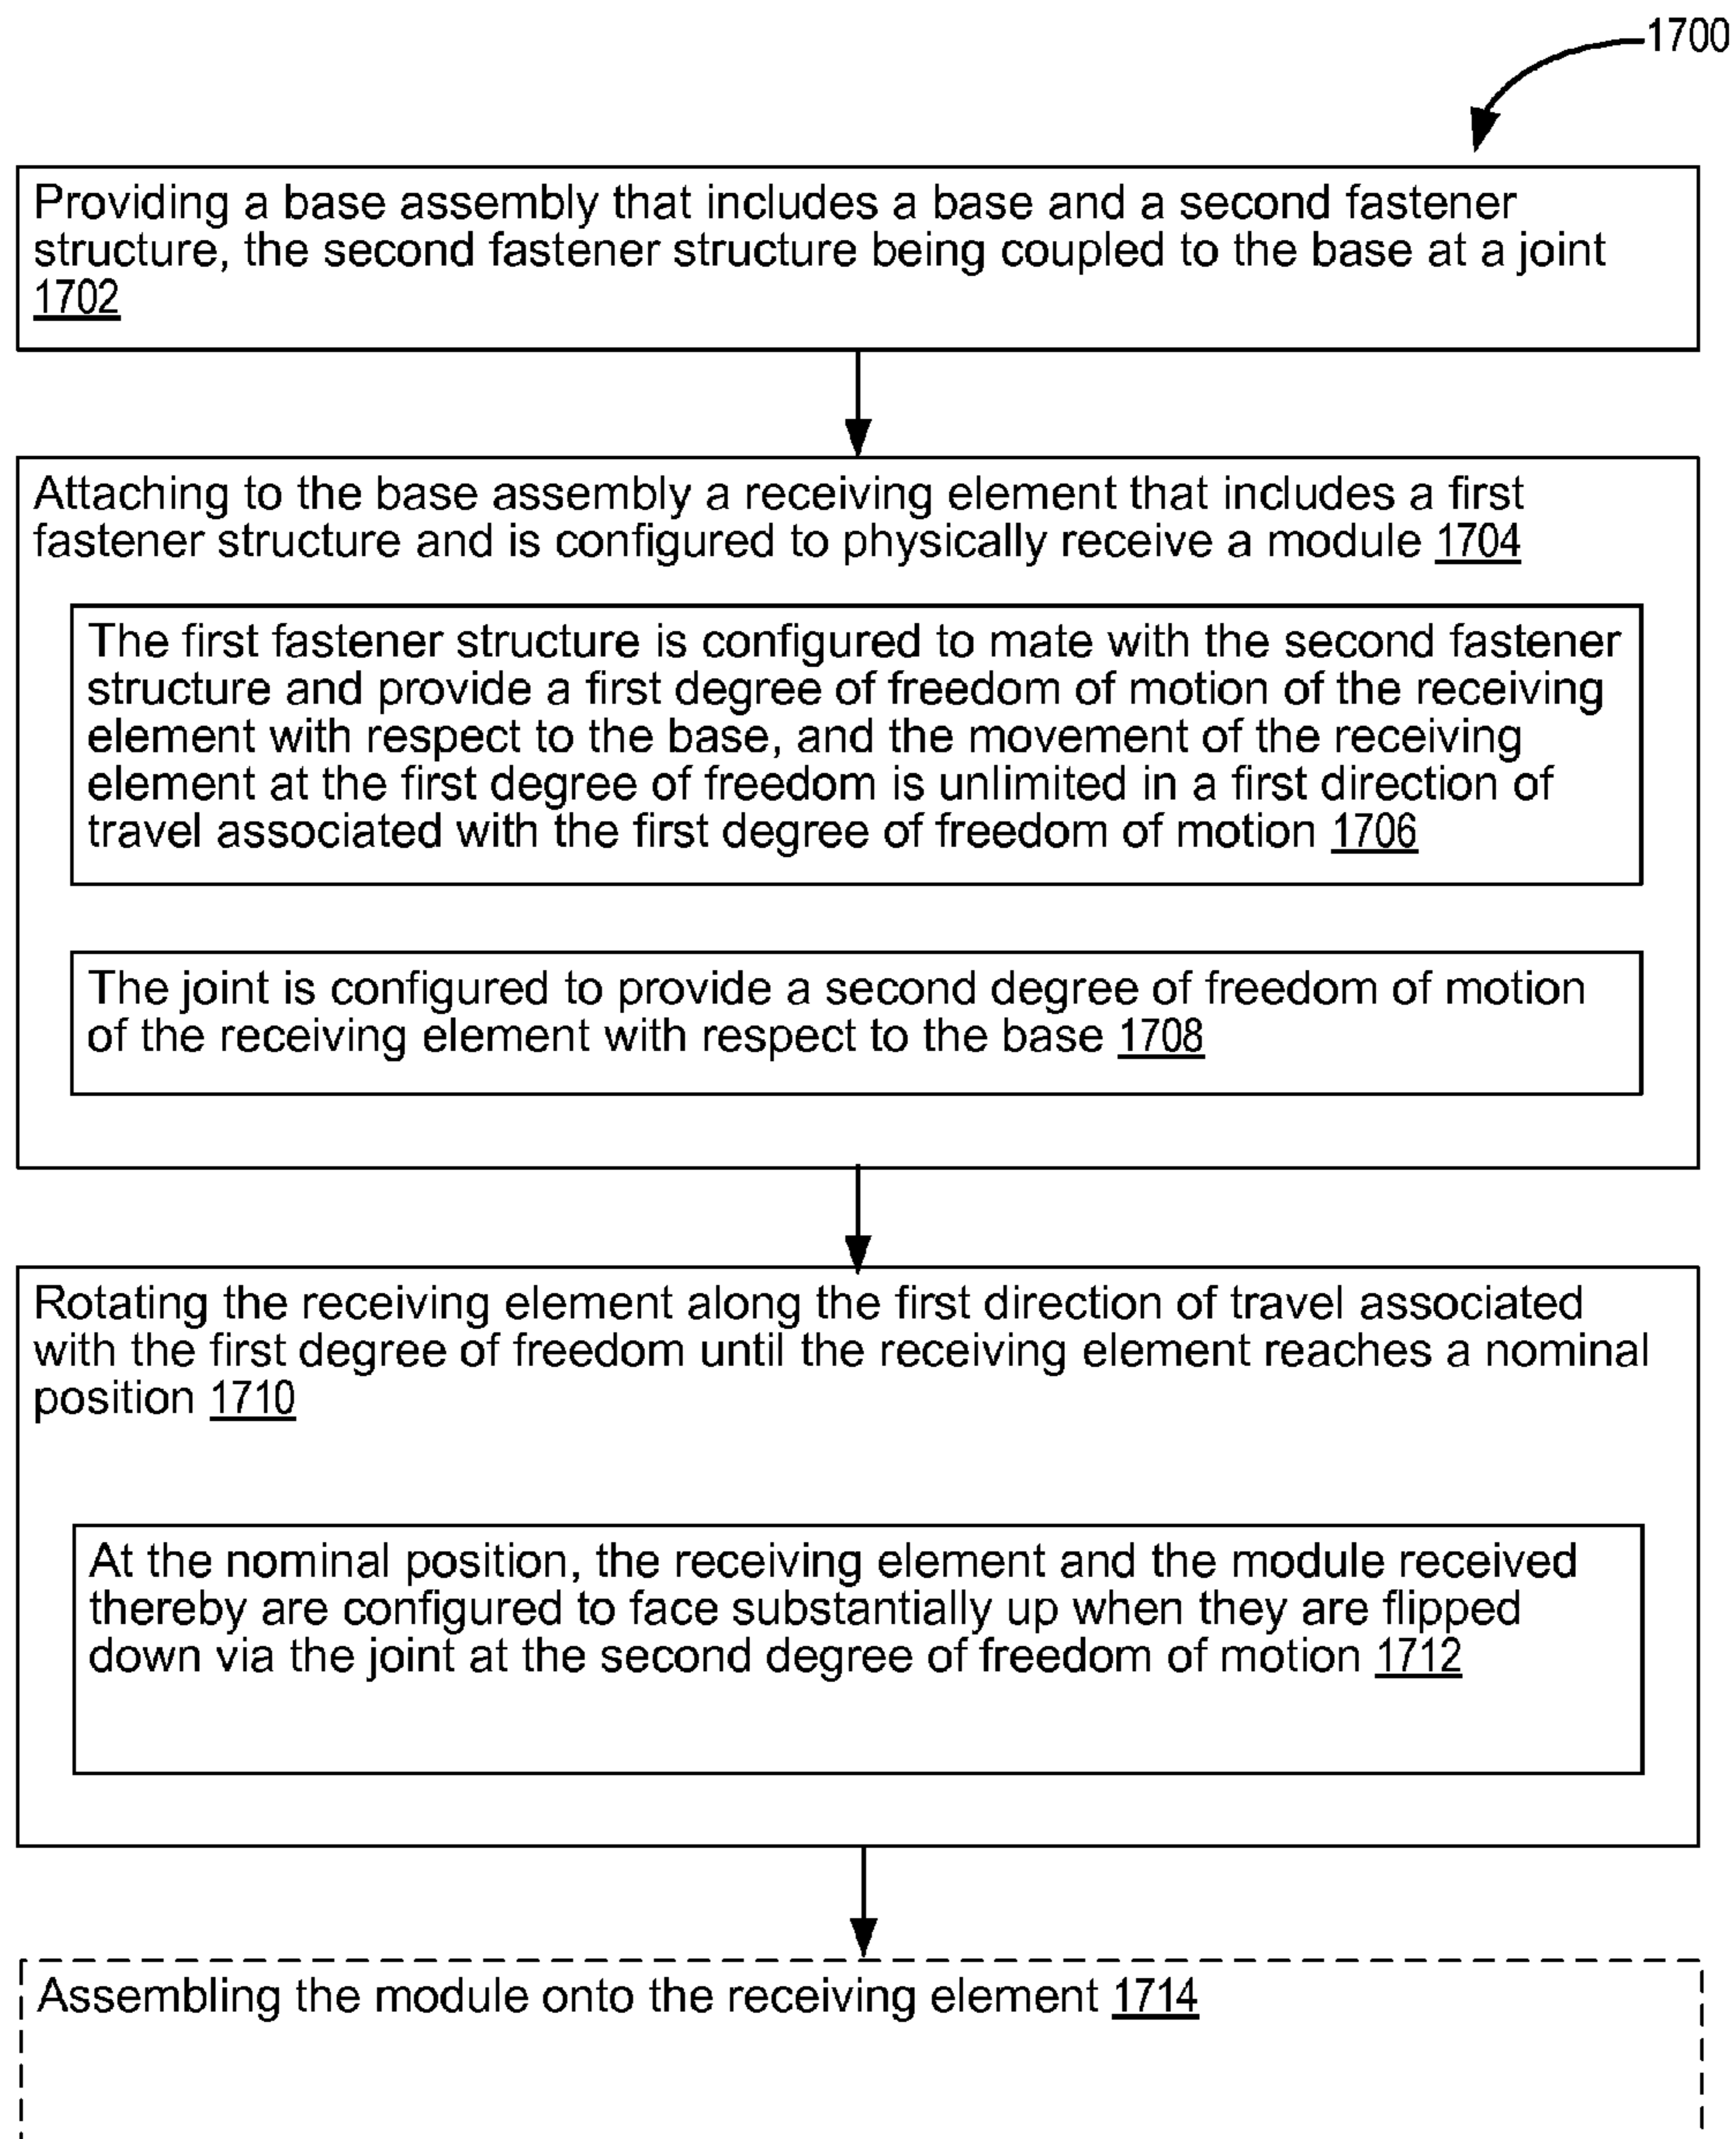 1700
Providing a base assembly that includes a base and a second fastener
structure, the second fastener structure being coupled to the base at a joint
1702
Attaching to the base assembly a receiving element that includes a first
fastener structure and is configured to physically receive a module 1704
The first fastener structure is configured to mate with the second fastener
structure and provide a first degree of freedom of motion of the receiving
element with respect to the base, and the movement of the receiving
element at the first degree of freedom is unlimited in a first direction of
travel associated with the first degree of freedom of motion 1706
The joint is configured to provide a second degree of freedom of motion
of the receiving element with respect to the base 1708
Rotating the receiving element along the first direction of travel associated
with the first degree of freedom until the receiving element reaches a nominal
position 1710
At the nominal position, the receiving element and the module received
thereby are configured to face substantially up when they are flipped
down via the joint at the second degree of freedom of motion 1712
Assembling the module onto the receiving element 1714